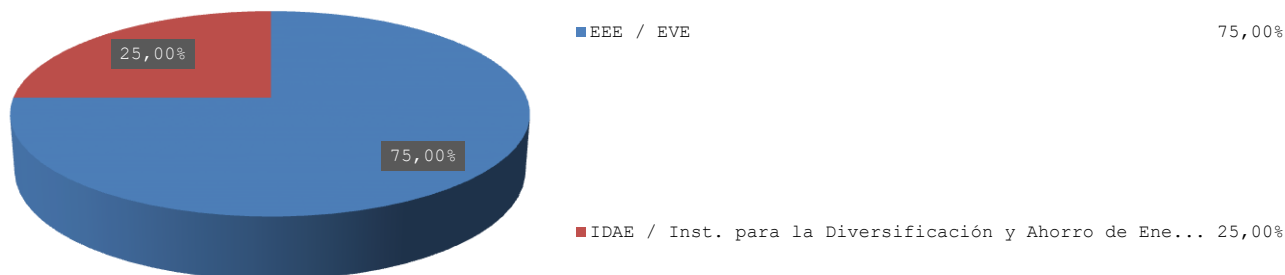 25,00%
75,00%
EEE / EVE 75,00%
IDAE / Inst. para la Diversificación y Ahorro de Ene... 25,00%